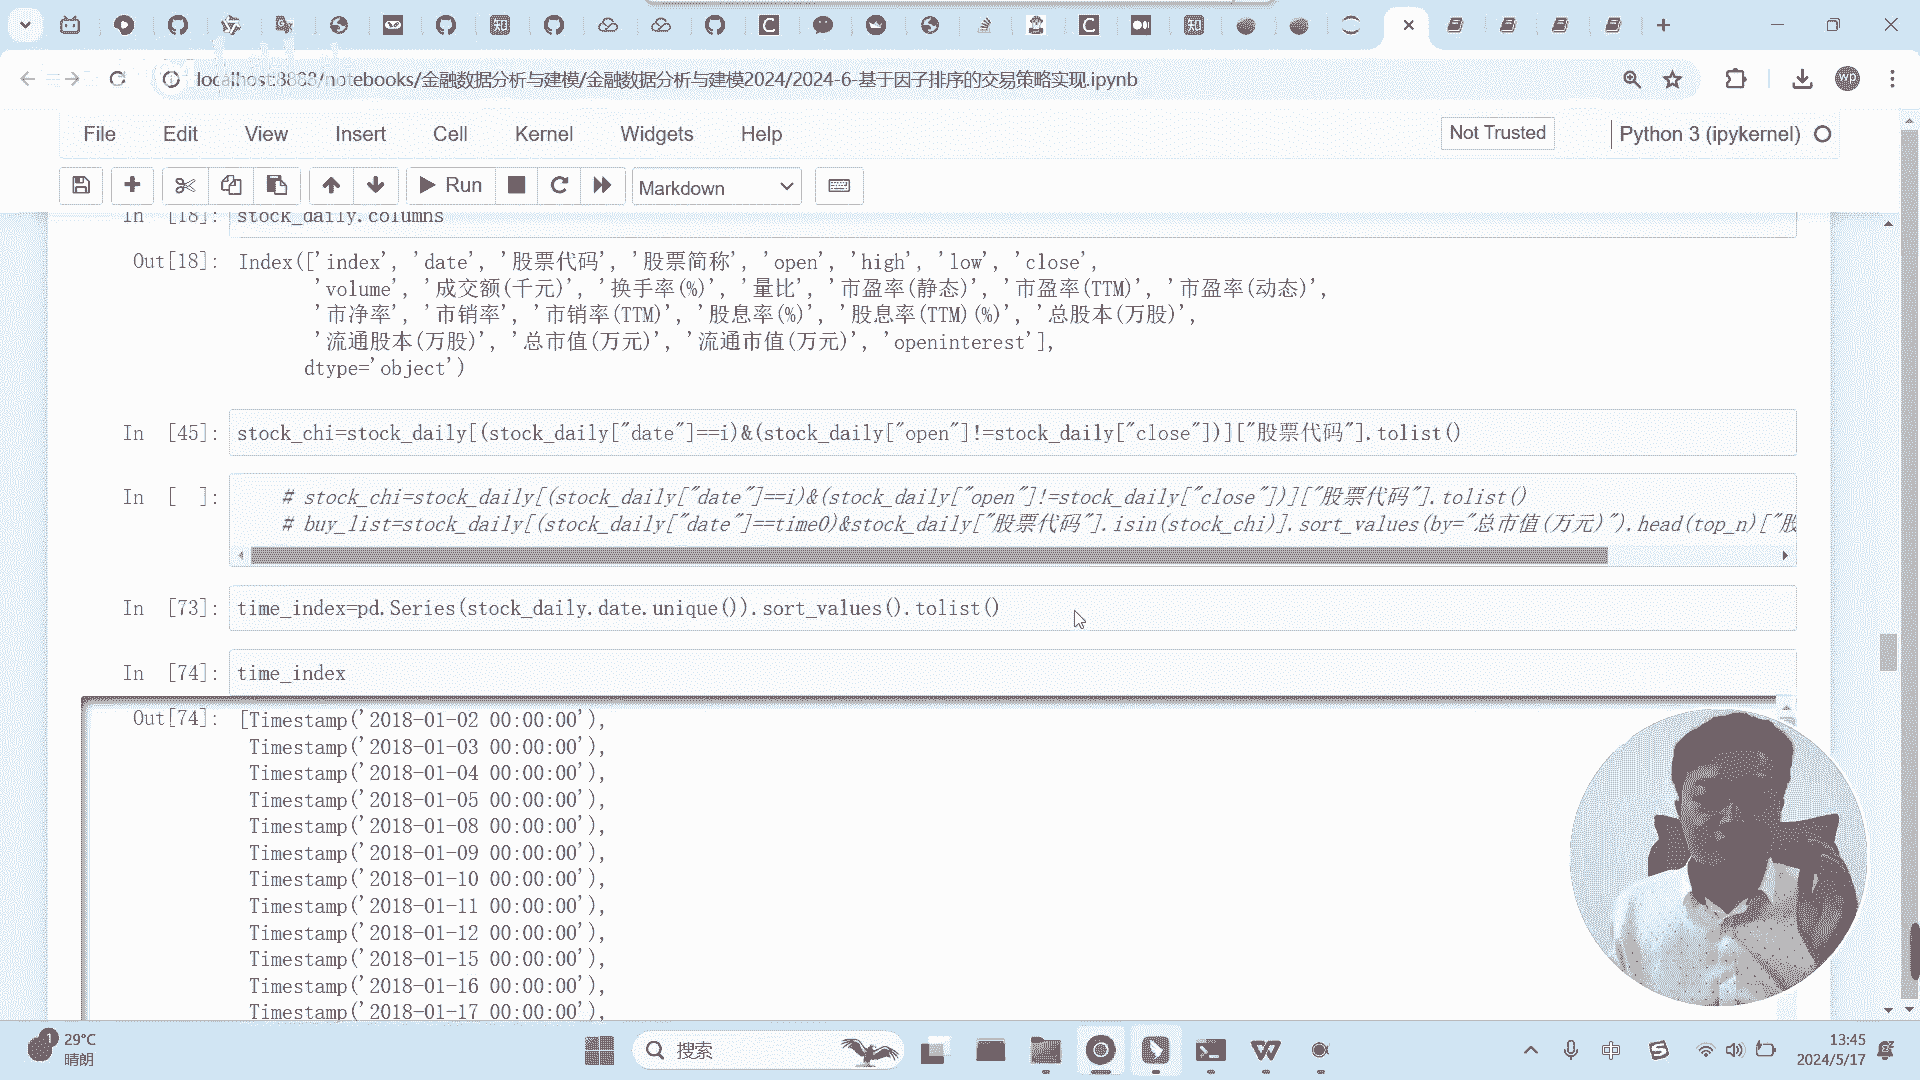 localhost:8888/notebooks/金融数据分析与建模/金融数据分析与建模2024/2024-6-基于因子排序的交易策略实现.ipynb
wp
File Edit View Insert Cell Kernel Widgets Help
Not Trusted
Python 3 (ipykernel)
Run
Markdown
In [18]: stock_daily.columns
Out[18]: Index(['index', 'date', '股票代码', '股票简称', 'open', 'high', 'low', 'close',
'volume', '成交额(千元)', '换手率(%)', '量比', '市盈率(静态)', '市盈率(TTM)', '市盈率(动态)',
'市净率', '市销率', '市销率(TTM)', '股息率(%)', '股息率(TTM)(%)', '总股本(万股)',
'流通股本(万股)', '总市值(万元)', '流通市值(万元)', 'openinterest'],
dtype='object')
In [45]: stock_chi=stock_daily[(stock_daily["date"]==i)&(stock_daily["open"]!=stock_daily["close"])]["股票代码"].tolist()
In [ ]: # stock_chi=stock_daily[(stock_daily["date"]==i)&(stock_daily["open"]!=stock_daily["close"])]["股票代码"].tolist()
# buy_list=stock_daily[(stock_daily["date"]==time0)&stock_daily["股票代码"].isin(stock_chi)].sort_values(by="总市值(万元)").head(top_n)["股
In [73]: time_index=pd.Series(stock_daily.date.unique()).sort_values().tolist()
In [74]: time_index
Out[74]: [Timestamp('2018-01-02 00:00:00'),
Timestamp('2018-01-03 00:00:00'),
Timestamp('2018-01-04 00:00:00'),
Timestamp('2018-01-05 00:00:00'),
Timestamp('2018-01-08 00:00:00'),
Timestamp('2018-01-09 00:00:00'),
Timestamp('2018-01-10 00:00:00'),
Timestamp('2018-01-11 00:00:00'),
Timestamp('2018-01-12 00:00:00'),
Timestamp('2018-01-15 00:00:00'),
Timestamp('2018-01-16 00:00:00'),
Timestamp('2018-01-17 00:00:00'),
1
29°C
晴朗
搜索
中
13:45
2024/5/17